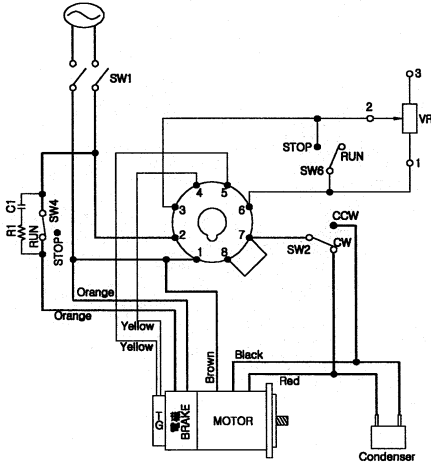 SW1
3
2
VR
STOP
RUN
SW6
1
4
5
3
6
2
7
1
8
C1
R1
SW4
RUN
STOP
CCW
SW2
CW
Orange
Orange
Yellow
Yellow
Brown
Black
Red
TG
電磁
BRAKE
MOTOR
Condenser